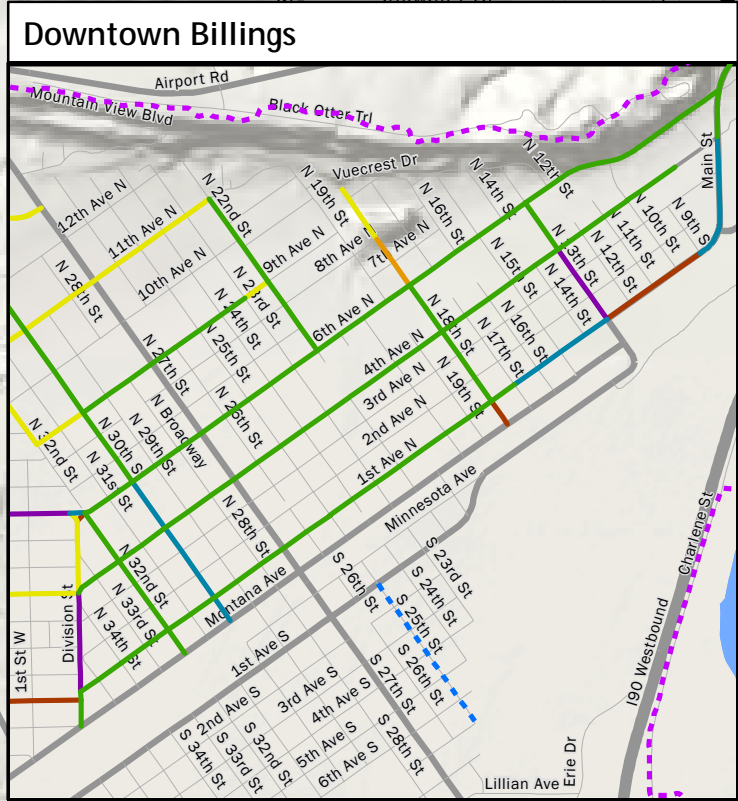 Downtown Billings
Airport Rd
Mountain View Blvd
Black Otter Trl
Main St
N 12th St
Vuecrest Dr
N 14th St
N 19th St
N 22nd St
N 16th St
12th Ave N
11th Ave N
N 10th St
N 9th S
N 11th St
N 12th St
N 13th St
N 14th St
N 15th St
9th Ave N
8th Ave N
7th Ave N
10th Ave N
N 28th St
N 23rd St
N 24th St
N 25th St
6th Ave N
N 18th St
N 16th St
N 17th St
4th Ave N
3rd Ave N
2nd Ave N
1st Ave N
N 19th St
N 27th St
N 26th St
N Broadway
N 29th St
N 30th St
N 31st St
N 32nd St
Minnesota Ave
N 28th St
Charlene St
N 32nd St
N 33rd St
N 34th St
Montana Ave
Division St
1st St W
S 23rd St
S 24th St
S 25th St
S 26th St
S 26th St
1st Ave S
2nd Ave S
3rd Ave S
4th Ave S
5th Ave S
6th Ave S
S 27th St
S 28th St
S 32nd St
S 33rd St
S 34th St
I90 Westbound
Erie Dr
Lillian Ave